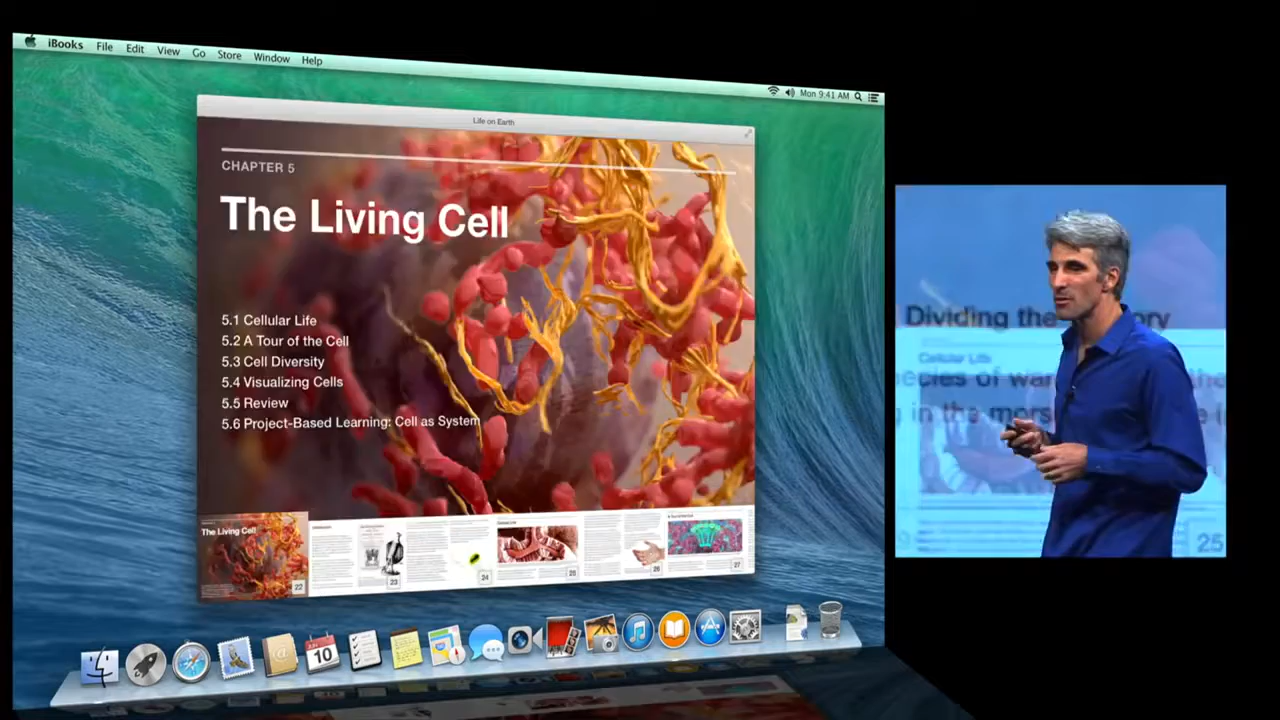 iBooks File Edit View Go Store Window Help
Mon 9:41 AM
Life on Earth
CHAPTER 5
The Living Cell
5.1 Cellular Life
5.2 A Tour of the Cell
5.3 Cell Diversity
5.4 Visualizing Cells
5.5 Review
5.6 Project-Based Learning: Cell as System
The Living Cell
22
23
24
25
26
27
10
Dividing the
Cellular Life
in the
25